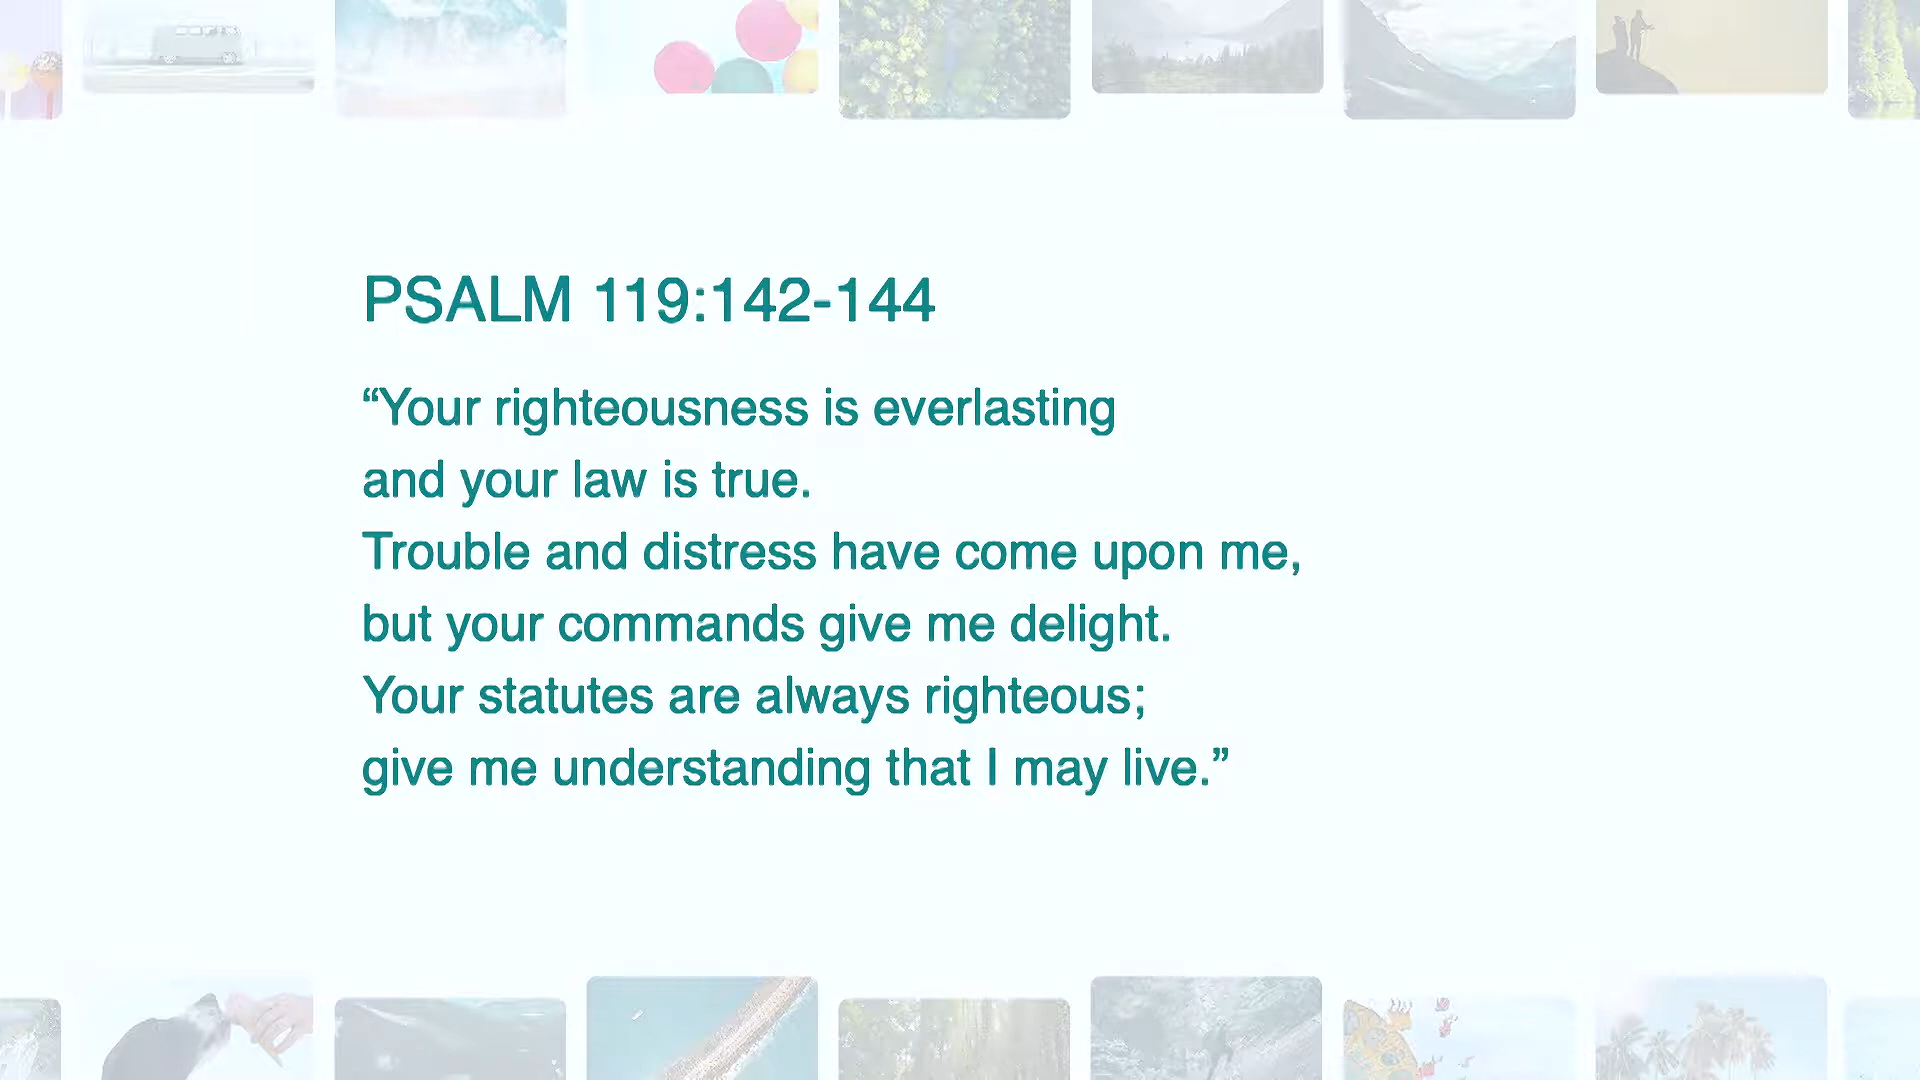 PSALM 119:142-144
“Your righteousness is everlasting
and your law is true.
Trouble and distress have come upon me,
but your commands give me delight.
Your statutes are always righteous;
give me understanding that I may live.”